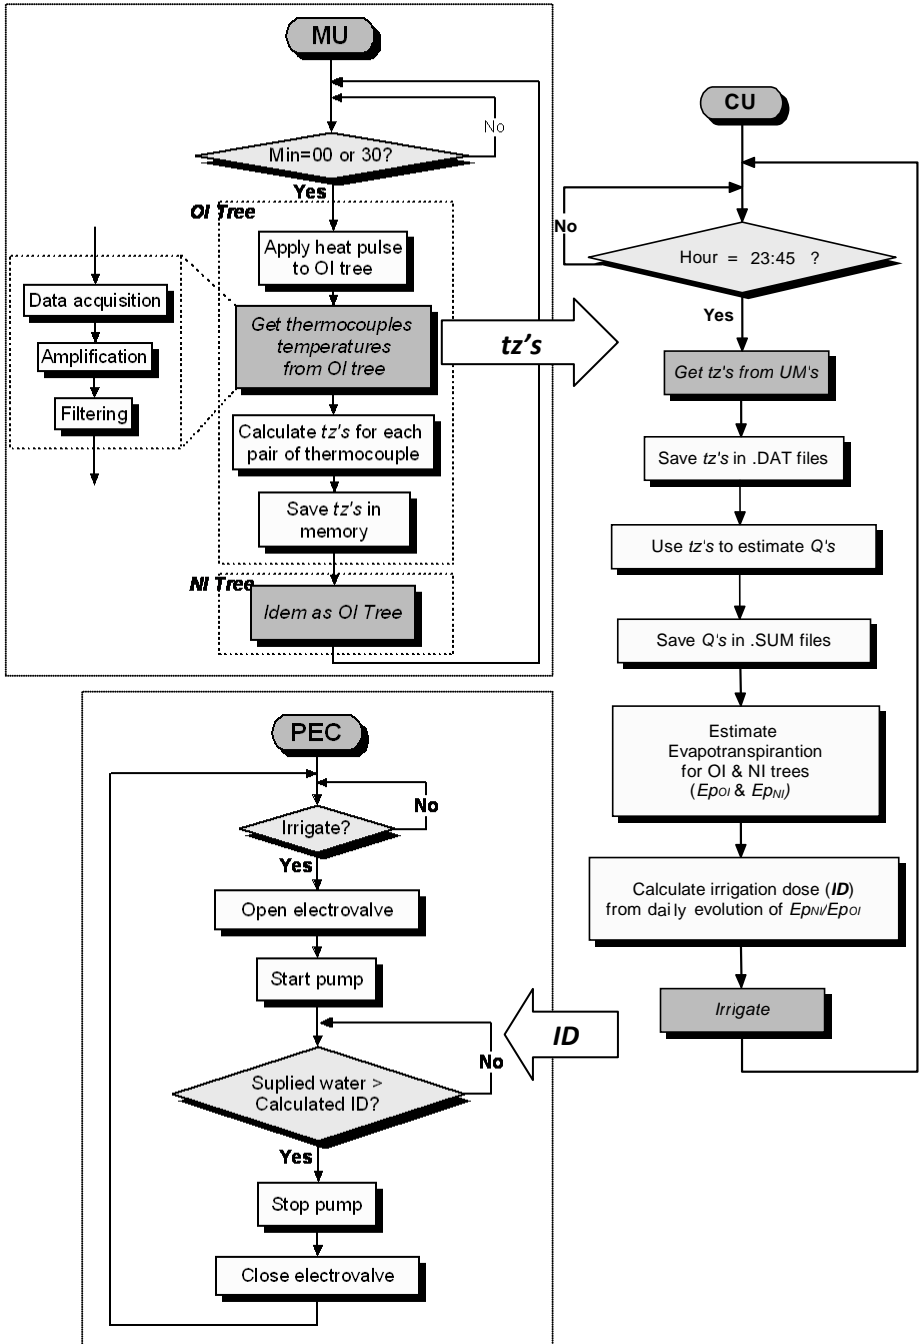 MU
No
Min=00 or 30?
Yes
OI Tree
Apply heat pulse
to OI tree
Get thermocouples
temperatures
from OI tree
Calculate tz's for each
pair of thermocouple
Save tz's in
memory
NI Tree
Idem as OI Tree
Data acquisition
Amplification
Filtering
tz's
CU
No
Hour = 23:45 ?
Yes
Get tz's from UM's
Save tz's in .DAT files
Use tz's to estimate Q's
Save Q's in .SUM files
Estimate
Evapotranspirantion
for OI & NI trees
(EpOI & EpNI)
Calculate irrigation dose (ID)
from daily evolution of EpNI/EpOI
Irrigate
ID
PEC
No
Irrigate?
Yes
Open electrovalve
Start pump
No
Suplied water >
Calculated ID?
Yes
Stop pump
Close electrovalve